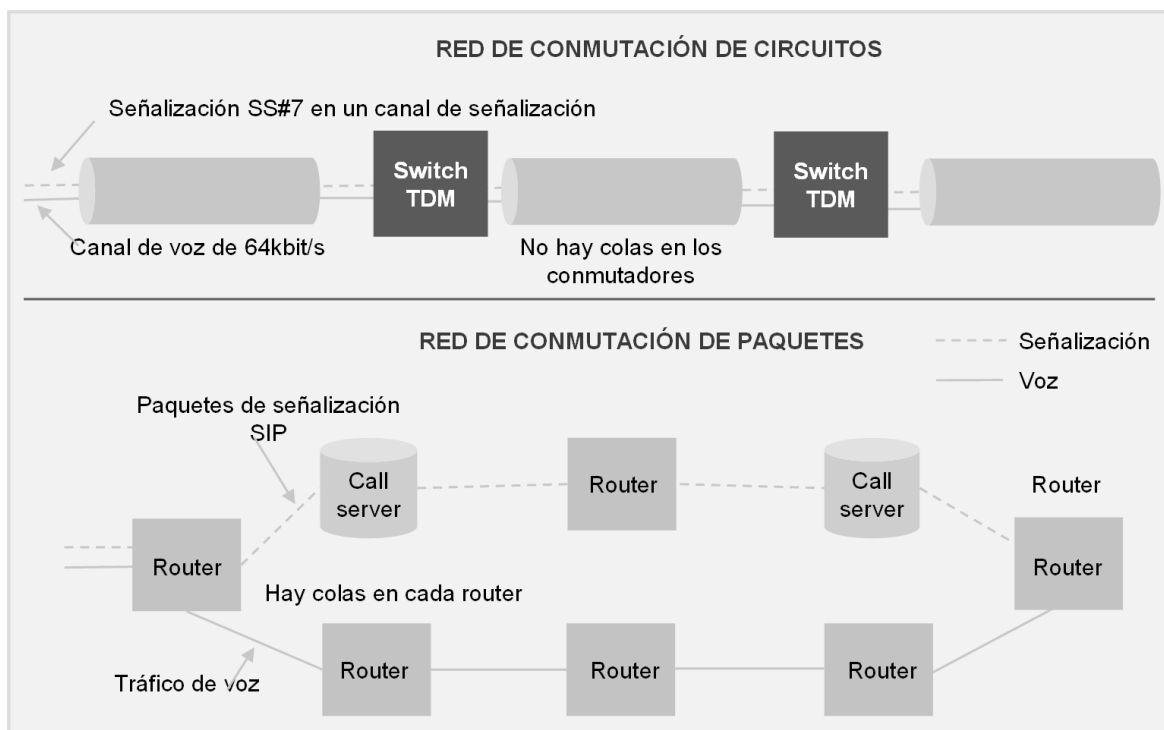 RED DE CONMUTACIÓN DE CIRCUITOS
Señalización SS#7 en un canal de señalización
Switch
TDM
Switch
TDM
Canal de voz de 64kbit/s
No hay colas en los
conmutadores
RED DE CONMUTACIÓN DE PAQUETES
Señalización
Voz
Paquetes de señalización
SIP
Call
server
Router
Call
server
Router
Router
Router
Hay colas en cada router
Router
Router
Router
Tráfico de voz